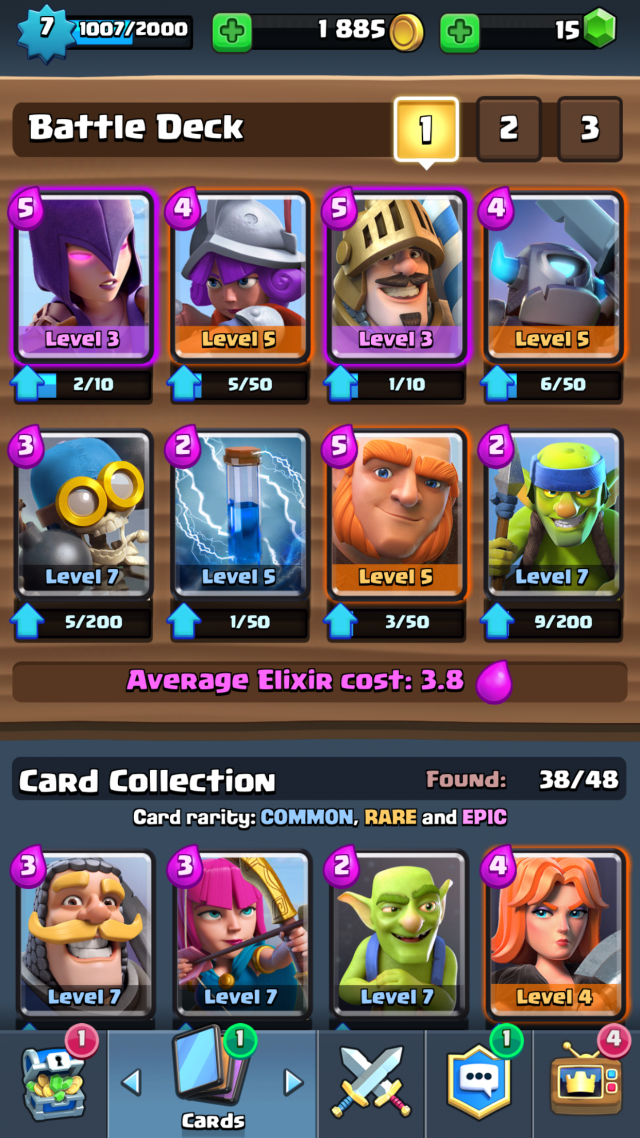 7 1007/2000 1 885 15
Battle Deck 1 2 3
5 4 5 4
Level 3 Level 5 Level 3 Level 5
2/10 5/50 1/10 6/50
3 2 5 2
Level 7 Level 5 Level 5 Level 7
5/200 1/50 3/50 9/200
Average Elixir cost: 3.8
Card Collection Found: 38/48
Card rarity: COMMON, RARE and EPIC
3 3 2 4
Level 7 Level 7 Level 7 Level 4
1 1 1 4
Cards